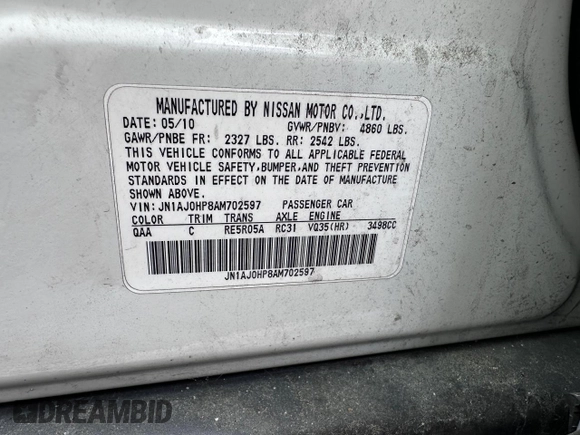 MANUFACTURED BY NISSAN MOTOR CO.,LTD.
DATE: 05/10 GVWR/PNBV: 4860 LBS.
GAWR/PNBE FR: 2327 LBS. RR: 2542 LBS.
THIS VEHICLE CONFORMS TO ALL APPLICABLE FEDERAL
MOTOR VEHICLE SAFETY,BUMPER,AND THEFT PREVENTION
STANDARDS IN EFFECT ON THE DATE OF MANUFACTURE
SHOWN ABOVE.
VIN: JN1AJ0HP8AM702597 PASSENGER CAR
COLOR TRIM TRANS AXLE ENGINE
QAA C RE5R05A RC31 VQ35(HR) 3498CC
JN1AJ0HP8AM702597
DREAMBID